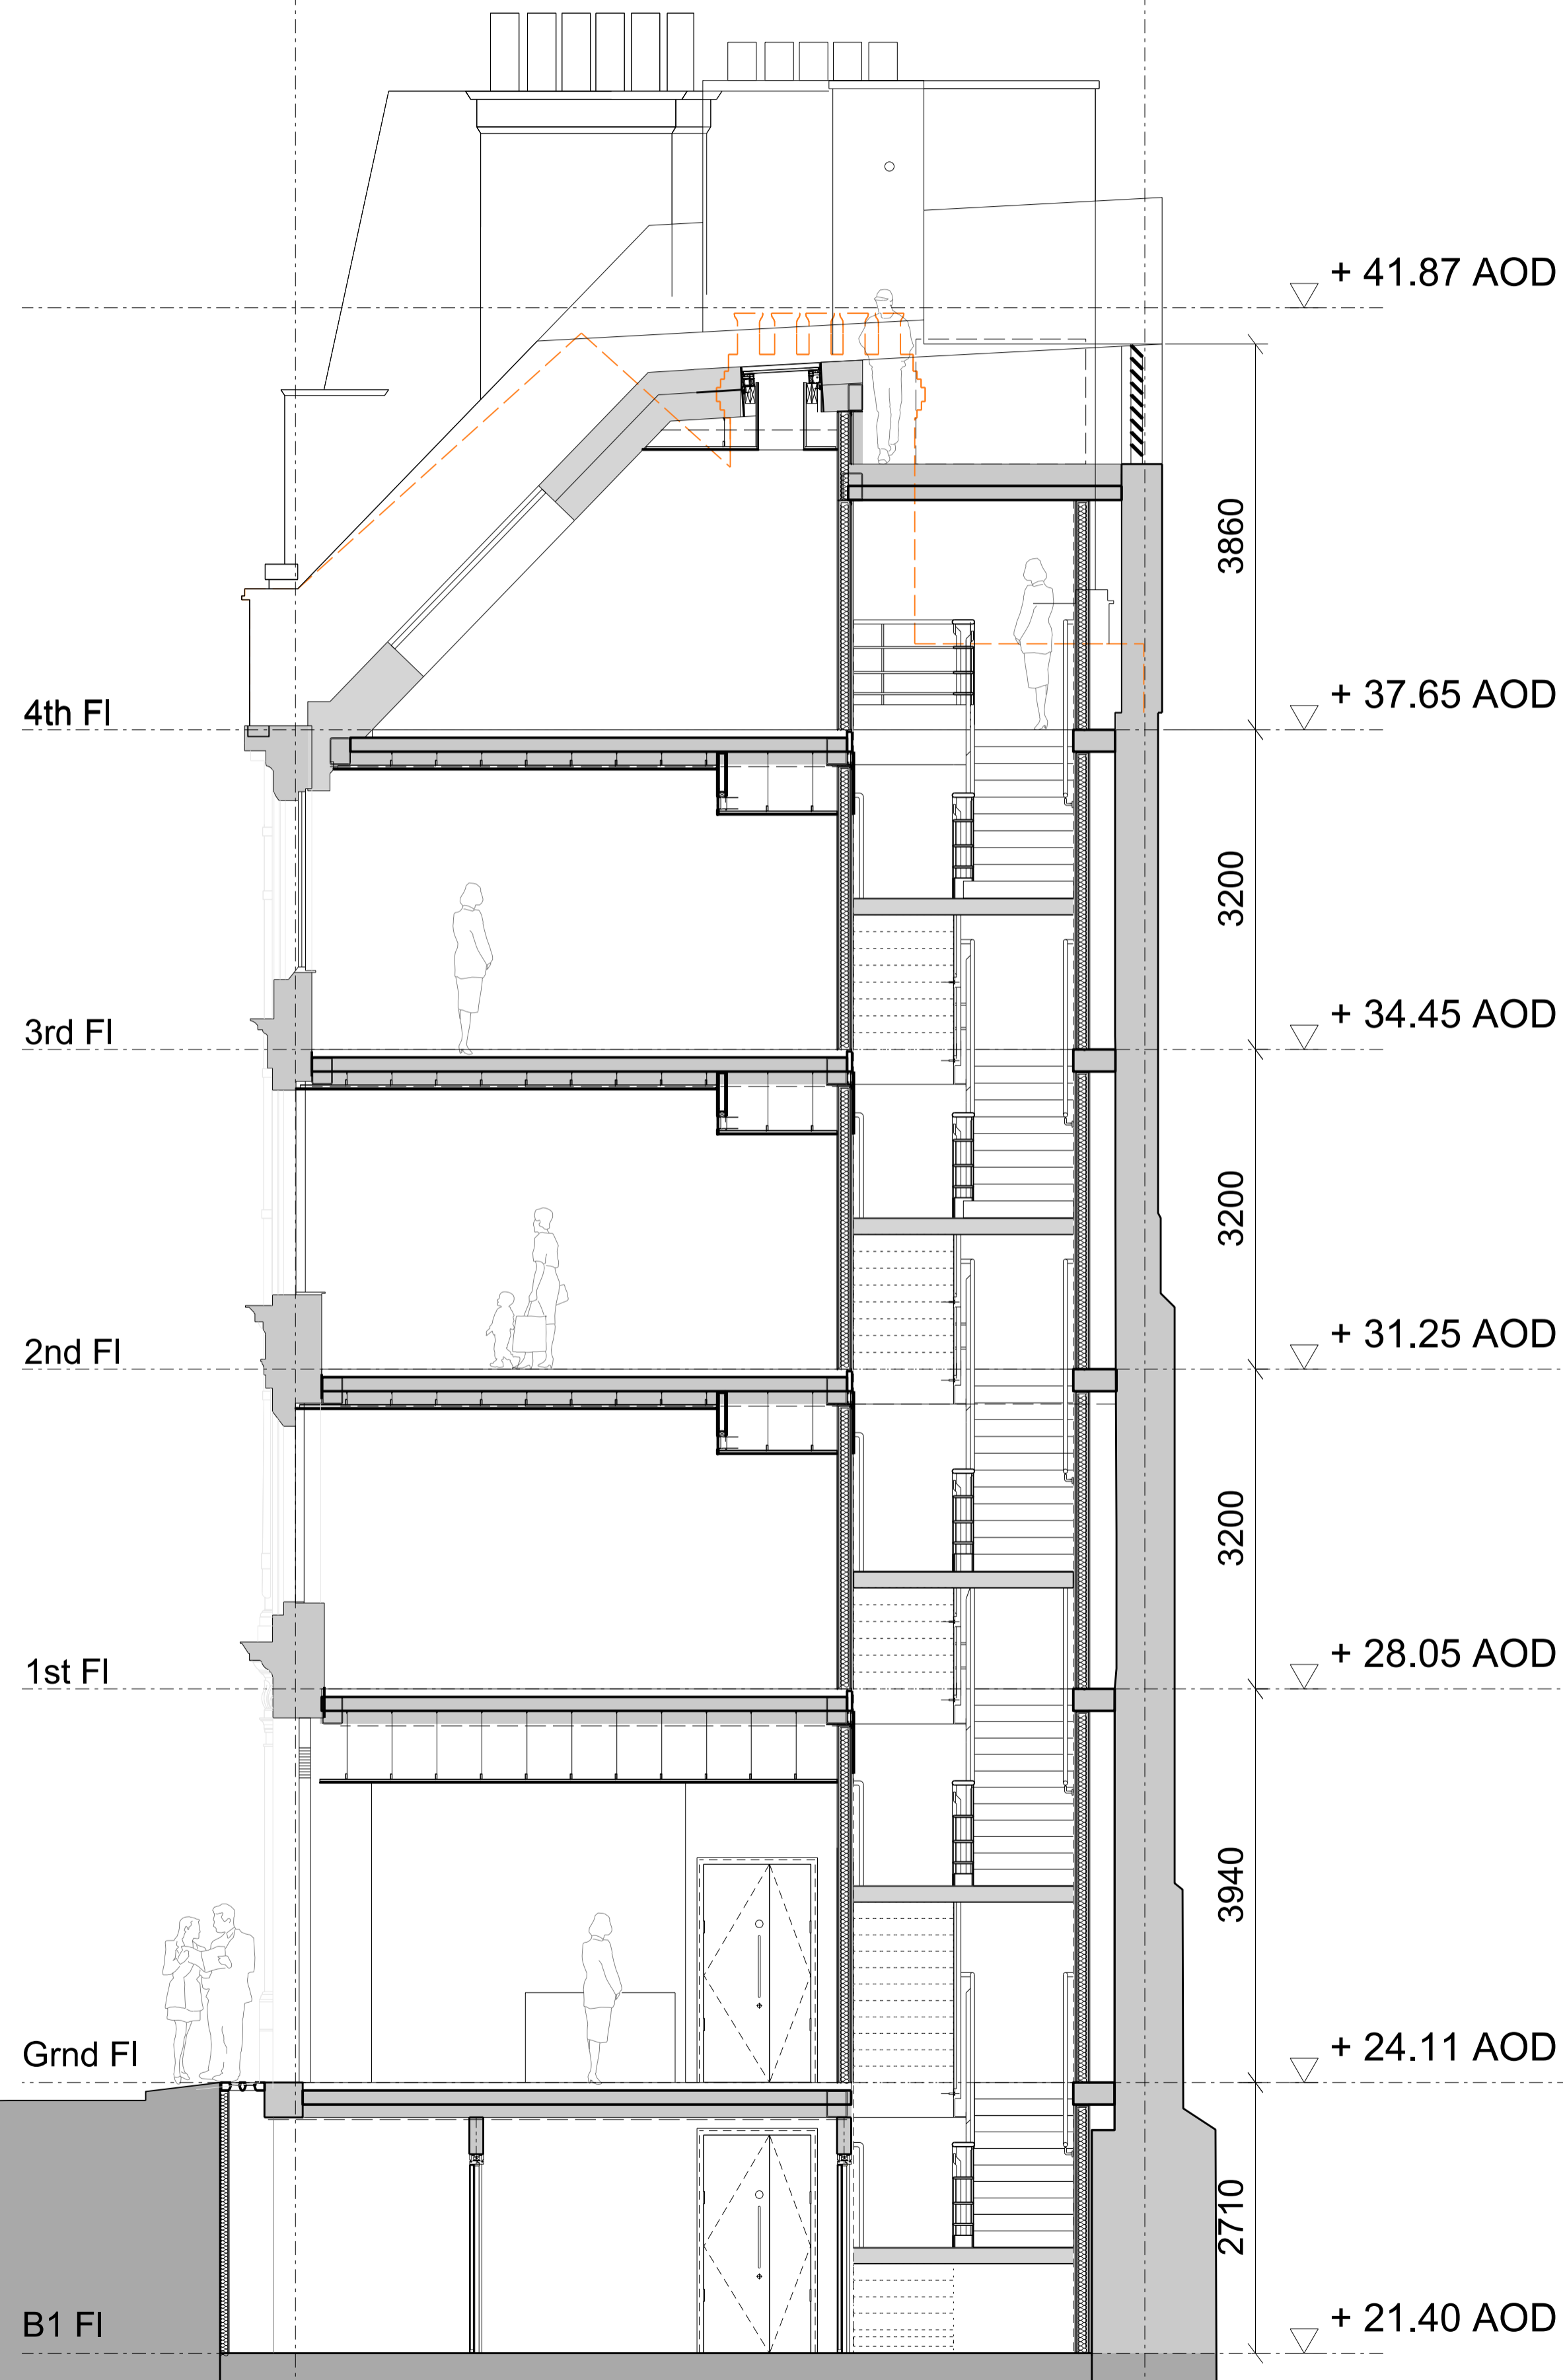 + 41.87 AOD
3860
4th Fl
+ 37.65 AOD
3200
3rd Fl
+ 34.45 AOD
3200
2nd Fl
+ 31.25 AOD
3200
1st Fl
+ 28.05 AOD
3940
Grnd Fl
+ 24.11 AOD
2710
B1 Fl
+ 21.40 AOD